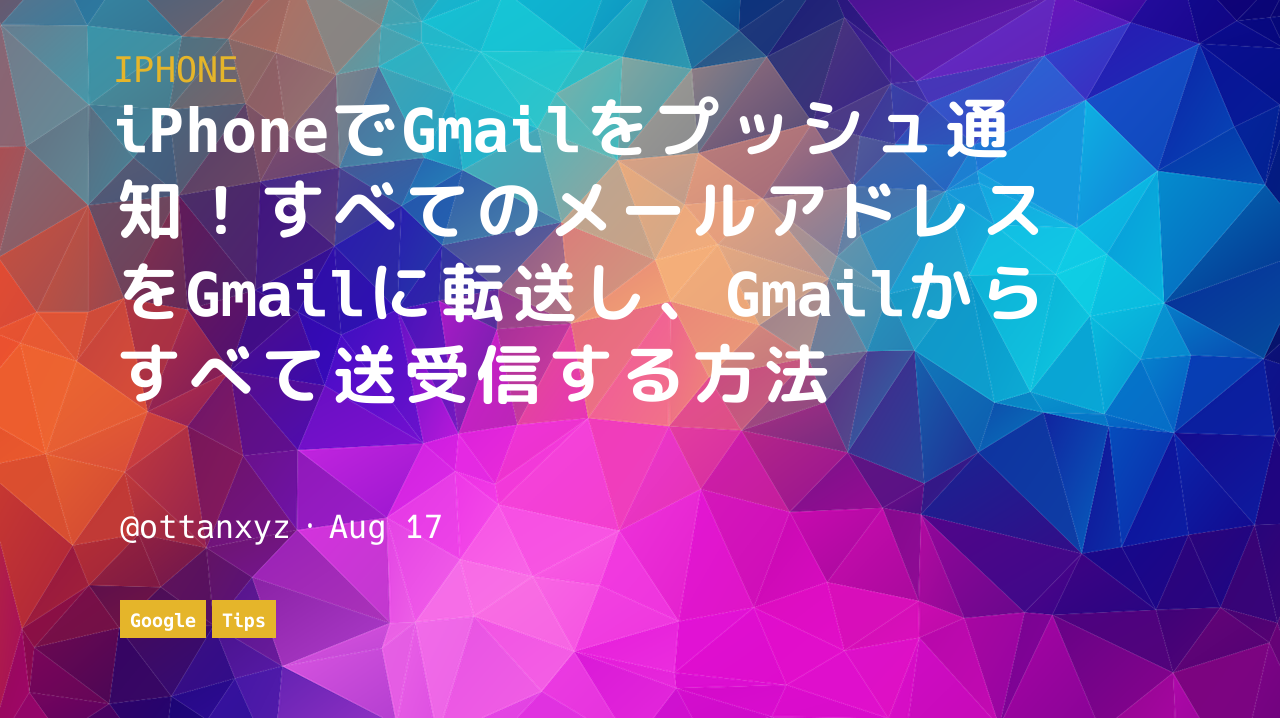 IPHONE
iPhoneでGmailをプッシュ通
知！すべてのメールアドレス
をGmailに転送し、Gmailから
すべて送受信する方法
@ottanxyz・Aug 17
Google Tips